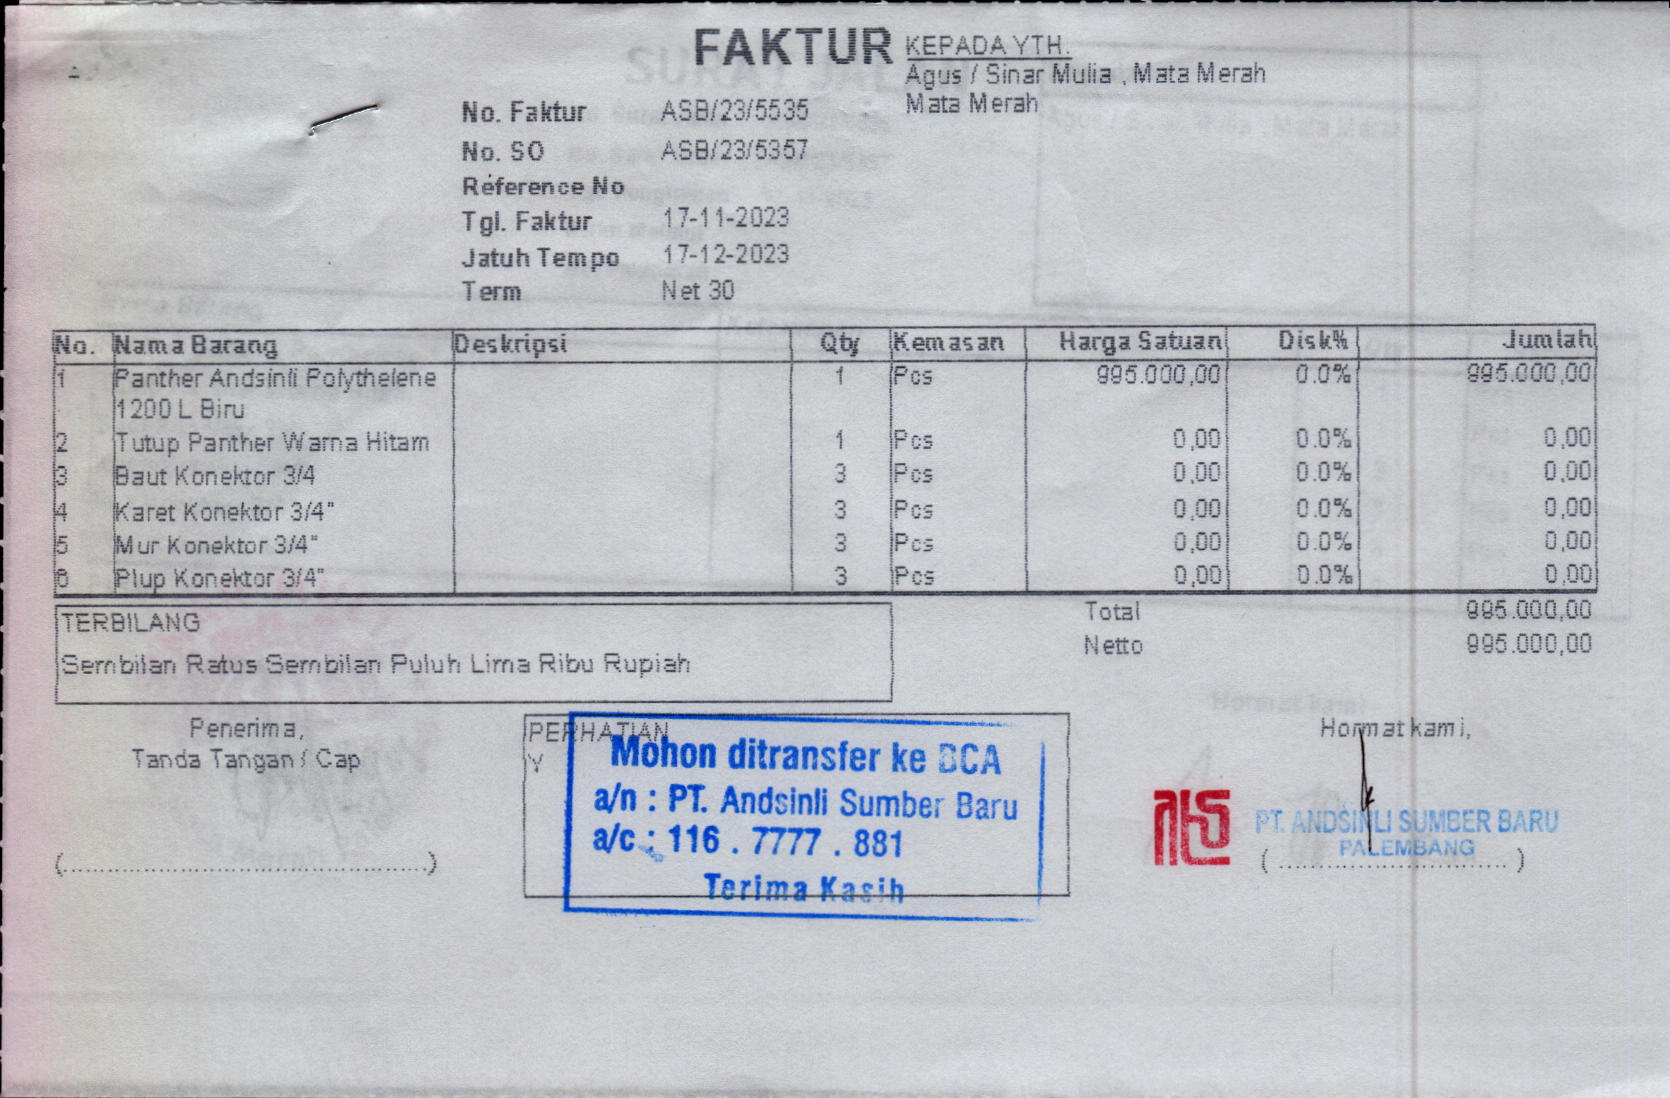 FAKTUR
KEPADA YTH.
Agus / Sinar Mulia , Mata Merah
Mata Merah
No. Faktur ASB/23/5535
No. SO ASB/23/5357
Reference No
Tgl. Faktur 17-11-2023
Jatuh Tempo 17-12-2023
Term Net 30
No. Nama Barang Deskripsi Qty Kemasan Harga Satuan Disk% Jumlah
1 Panther Andsinli Polythelene 1 Pcs 995.000,00 0.0% 995.000,00
1200 L Biru
2 Tutup Panther Warna Hitam 1 Pcs 0,00 0.0% 0,00
3 Baut Konektor 3/4 3 Pcs 0,00 0.0% 0,00
4 Karet Konektor 3/4" 3 Pcs 0,00 0.0% 0,00
5 Mur Konektor 3/4" 3 Pcs 0,00 0.0% 0,00
6 Plup Konektor 3/4" 3 Pcs 0,00 0.0% 0,00
Total 995.000,00
Netto 995.000,00
TERBILANG
Sembilan Ratus Sembilan Puluh Lima Ribu Rupiah
Penerima,
Tanda Tangan / Cap
(..........................................)
PERHATIAN
Y
Mohon ditransfer ke BCA
a/n : PT. Andsinli Sumber Baru
a/c : 116 . 7777 . 881
Terima Kasih
Hormat kami,
PT. ANDSINLI SUMBER BARU
PALEMBANG
(..............................)